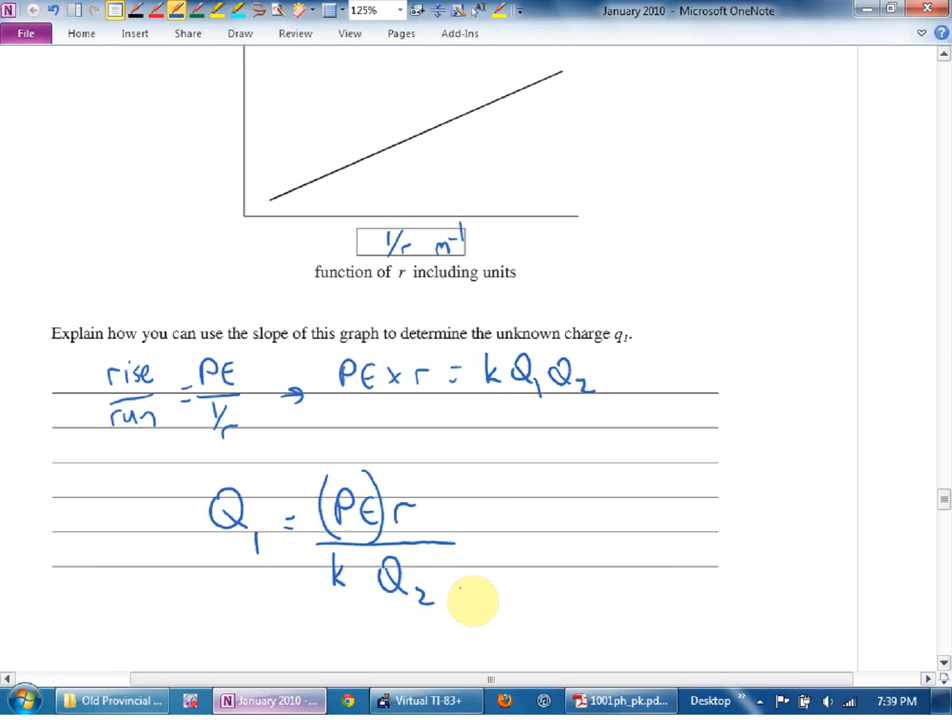 January 2010 - Microsoft OneNote
125%
File Home Insert Share Draw Review View Pages Add-Ins
1/r m⁻¹
function of r including units
Explain how you can use the slope of this graph to determine the unknown charge q₁.
rise/run = PE/(1/r) → PE × r = k Q₁ Q₂
Q₁ = (PE) r / k Q₂
Old Provincial ... January 2010 -... Virtual TI-83+ 1001ph_pk.pd... Desktop 7:39 PM